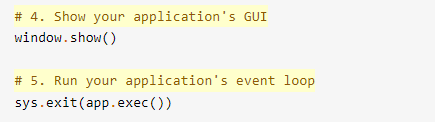 # 4. Show your application's GUI
window.show()
# 5. Run your application's event loop
sys.exit(app.exec())